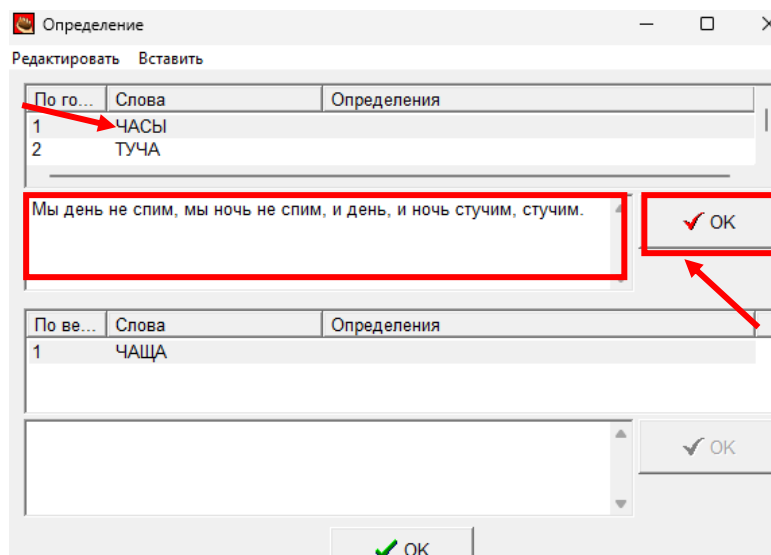 Определение
Редактировать Вставить
По го... Слова Определения
1 ЧАСЫ
2 ТУЧА
Мы день не спим, мы ночь не спим, и день, и ночь стучим, стучим.
OK
По ве... Слова Определения
1 ЧАЩА
OK
OK